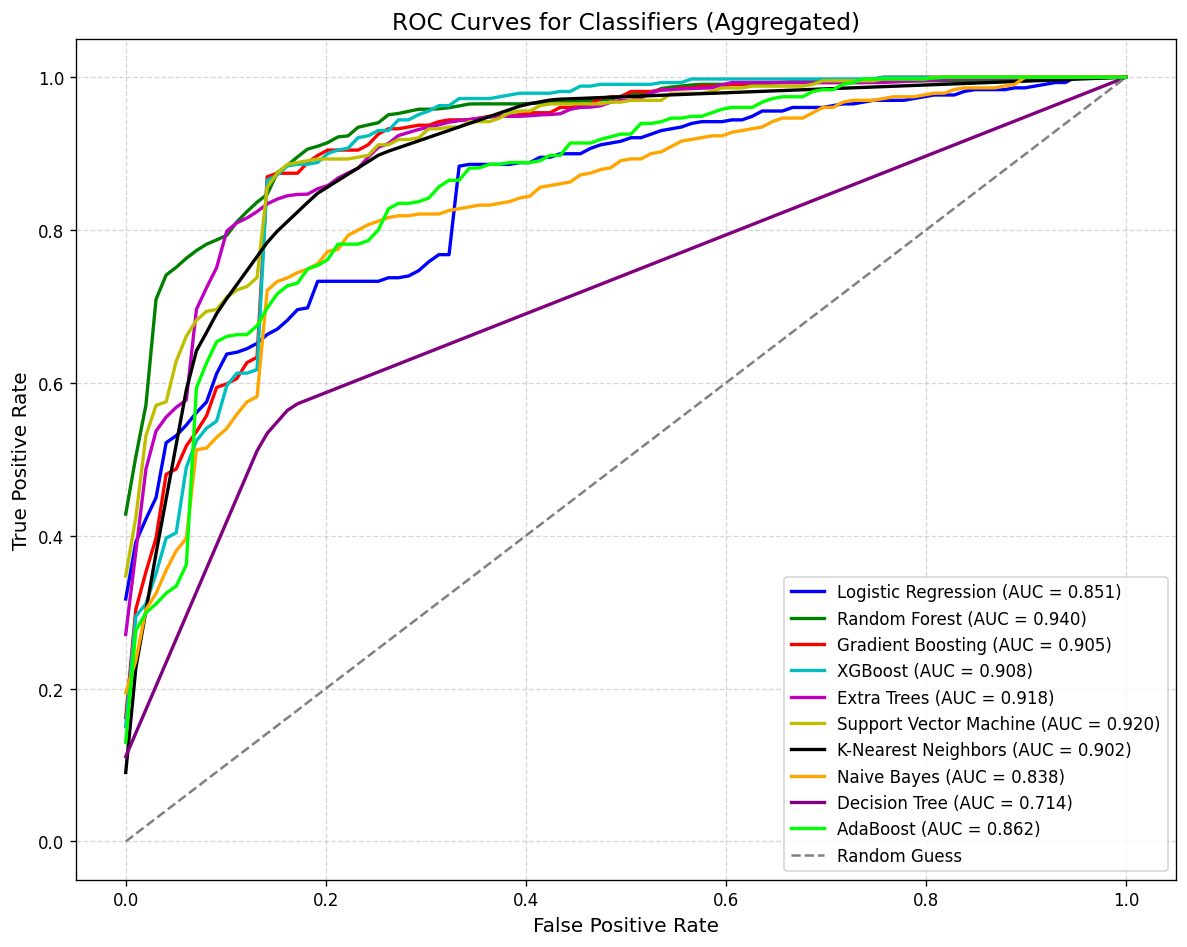 ROC Curves for Classifiers (Aggregated)
True Positive Rate
1.0
0.8
0.6
0.4
0.2
0.0
0.0 0.2 0.4 0.6 0.8 1.0
False Positive Rate
Logistic Regression (AUC = 0.851)
Random Forest (AUC = 0.940)
Gradient Boosting (AUC = 0.905)
XGBoost (AUC = 0.908)
Extra Trees (AUC = 0.918)
Support Vector Machine (AUC = 0.920)
K-Nearest Neighbors (AUC = 0.902)
Naive Bayes (AUC = 0.838)
Decision Tree (AUC = 0.714)
AdaBoost (AUC = 0.862)
Random Guess